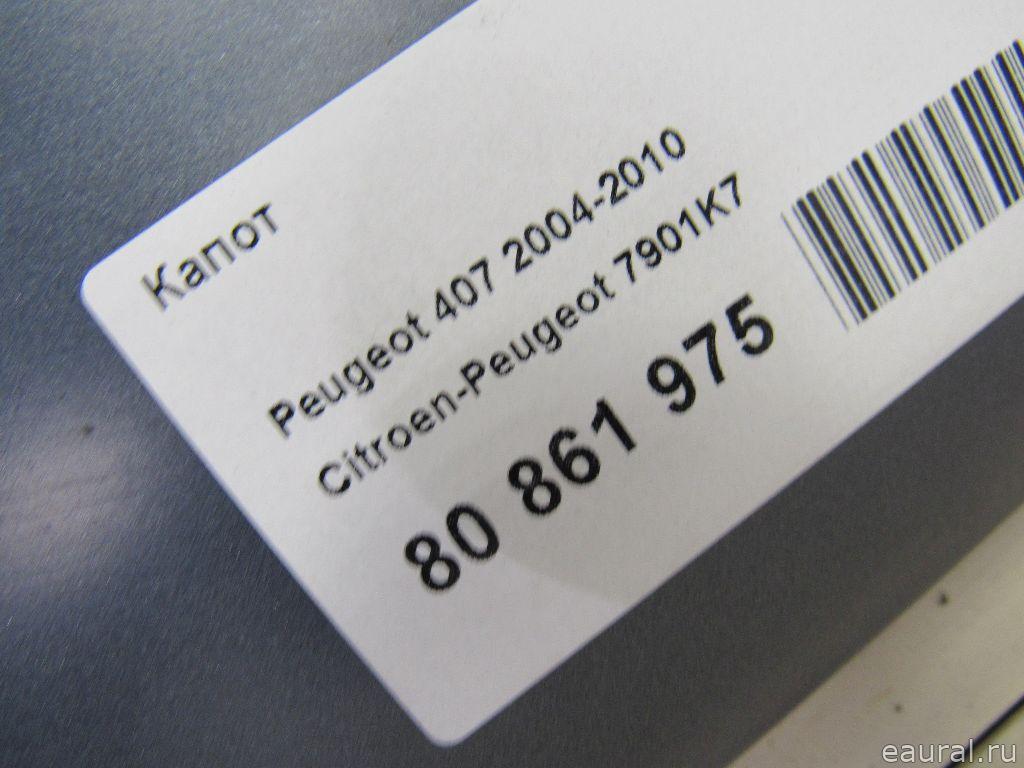 Капот
Peugeot 407 2004-2010
Citroen-Peugeot 7901K7
80 861 975
eaural.ru